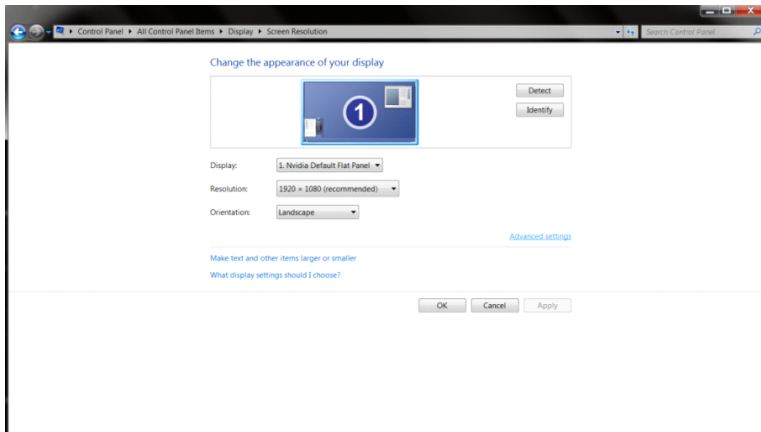 Control Panel ▸ All Control Panel Items ▸ Display ▸ Screen Resolution
Search Control Panel
Change the appearance of your display
1
Detect
Identify
Display: 1. Nvidia Default Flat Panel
Resolution: 1920 × 1080 (recommended)
Orientation: Landscape
Advanced settings
Make text and other items larger or smaller
What display settings should I choose?
OK Cancel Apply